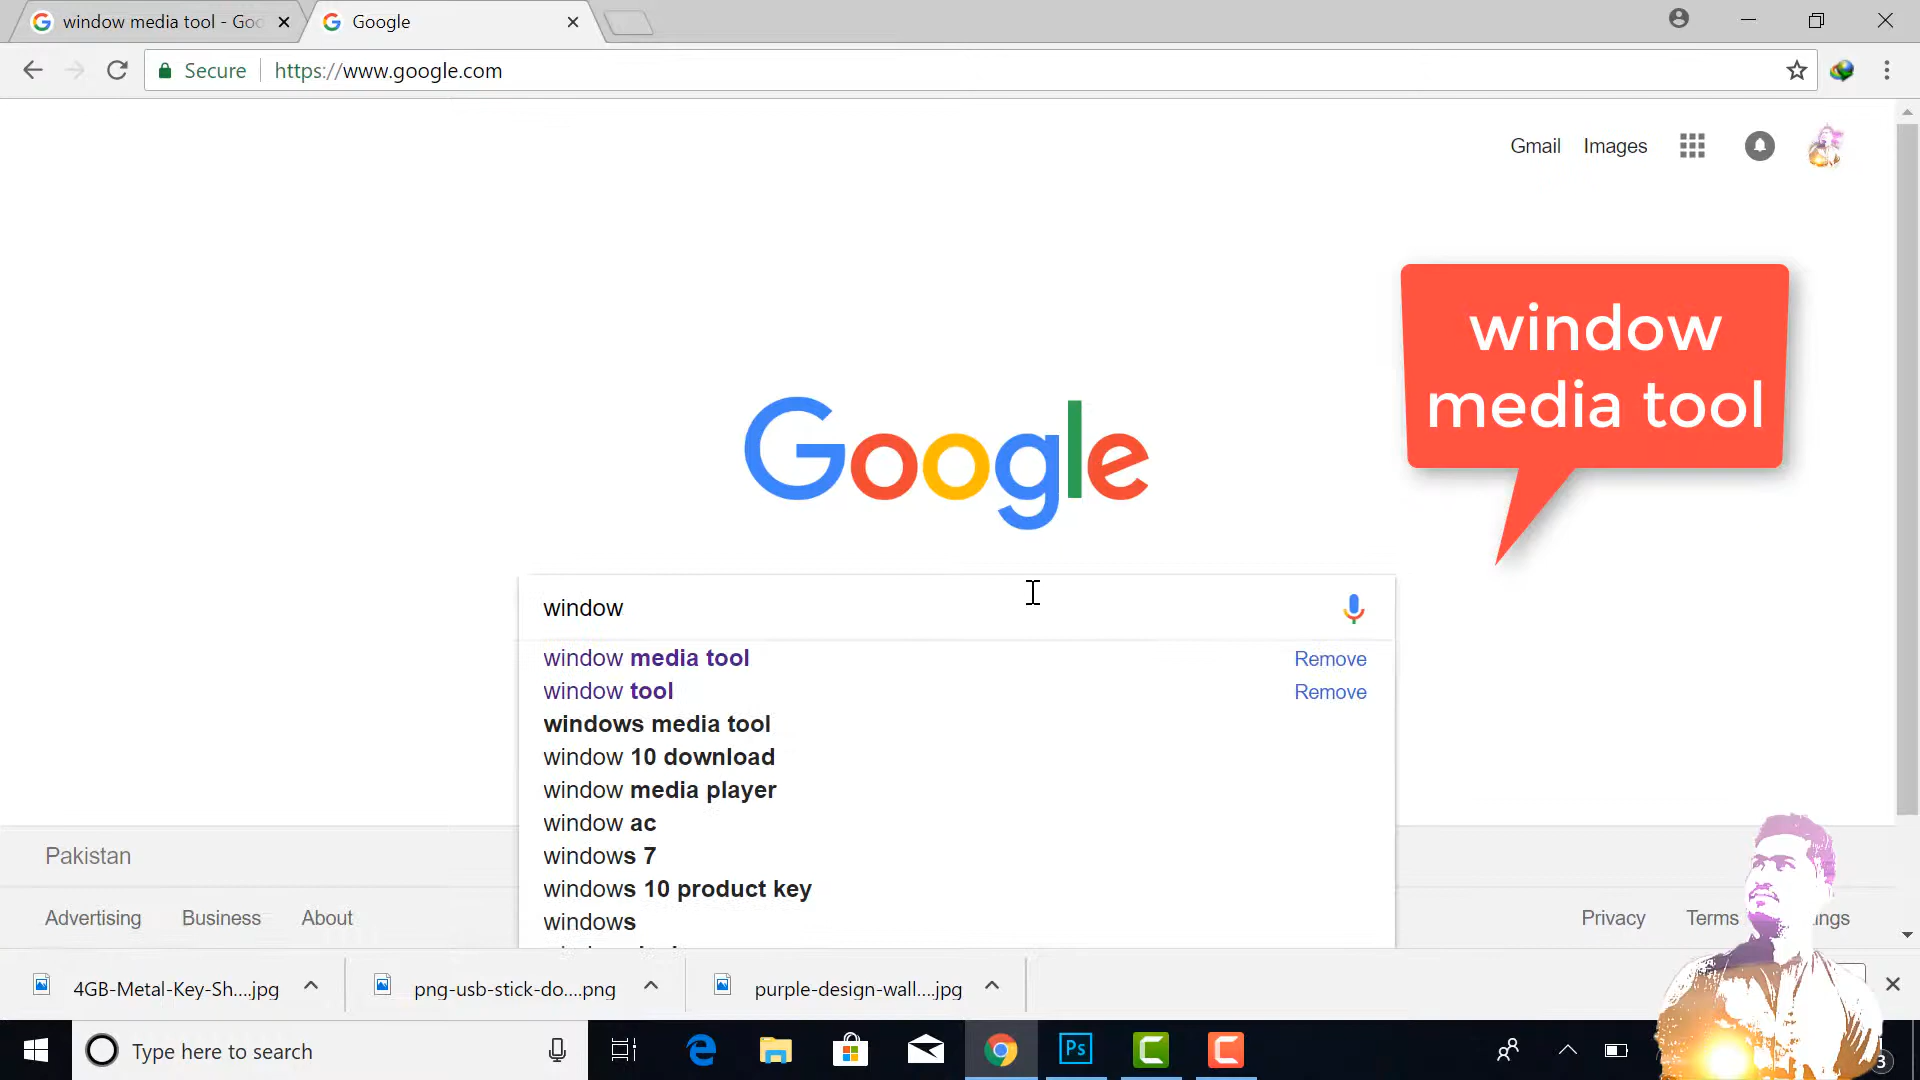 window media tool - Goo
Google
Secure
https://www.google.com
Gmail
Images
window
media tool
Google
window
window media tool
Remove
window tool
Remove
windows media tool
window 10 download
window media player
window ac
windows 7
windows 10 product key
windows
Pakistan
Advertising
Business
About
Privacy
Terms
ngs
4GB-Metal-Key-Sh....jpg
png-usb-stick-do....png
purple-design-wall....jpg
Type here to search
Ps
3